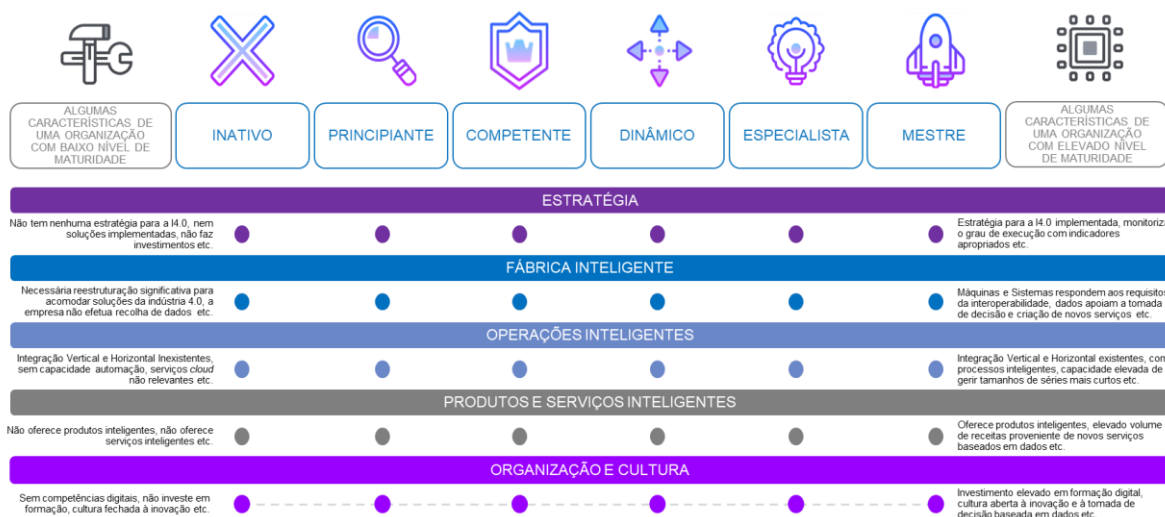 ALGUMAS
CARACTERÍSTICAS DE
UMA ORGANIZAÇÃO
COM BAIXO NÍVEL DE
MATURIDADE
INATIVO
PRINCIPIANTE
COMPETENTE
DINÂMICO
ESPECIALISTA
MESTRE
ALGUMAS
CARACTERÍSTICAS DE
UMA ORGANIZAÇÃO
COM ELEVADO NÍVEL
DE MATURIDADE
ESTRATÉGIA
Não tem nenhuma estratégia para a I4.0, nem
soluções implementadas, não faz
investimentos etc.
Estratégia para a I4.0 implementada, monitoriza
o grau de execução com indicadores
apropriados etc.
FÁBRICA INTELIGENTE
Necessária reestruturação significativa para
acomodar soluções da indústria 4.0, a
empresa não efetua recolha de dados etc.
Máquinas e Sistemas respondem aos requisitos
da interoperabilidade, dados apoiam a tomada
de decisão e criação de novos serviços etc.
OPERAÇÕES INTELIGENTES
Integração Vertical e Horizontal Inexistentes,
sem capacidade automação, serviços cloud
não relevantes etc.
Integração Vertical e Horizontal existentes, com
processos inteligentes, capacidade elevada de
gerir tamanhos de séries mais curtos etc.
PRODUTOS E SERVIÇOS INTELIGENTES
Não oferece produtos inteligentes, não oferece
serviços inteligentes etc.
Oferece produtos inteligentes, elevado volume
de receitas proveniente de novos serviços
baseados em dados etc.
ORGANIZAÇÃO E CULTURA
Sem competências digitais, não investe em
formação, cultura fechada à inovação etc.
Investimento elevado em formação digital,
cultura aberta à inovação e à tomada de
decisão baseada em dados etc